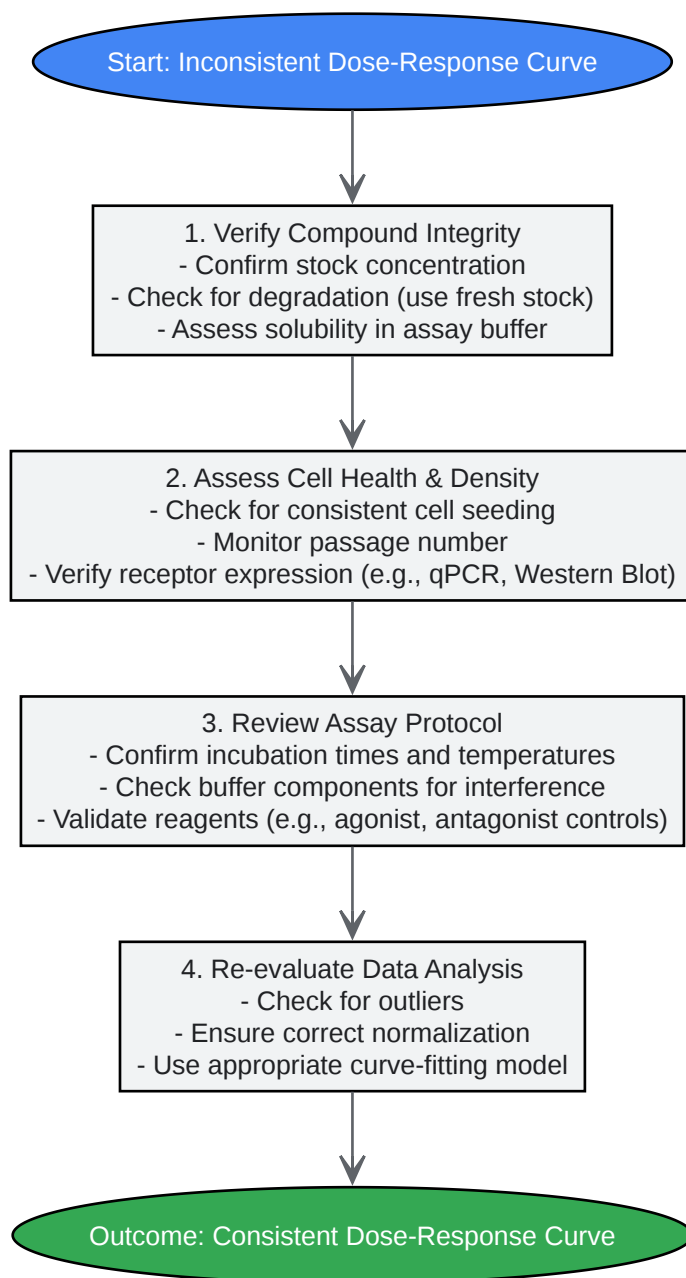 Start: Inconsistent Dose-Response Curve
1. Verify Compound Integrity
- Confirm stock concentration
- Check for degradation (use fresh stock)
- Assess solubility in assay buffer
2. Assess Cell Health & Density
- Check for consistent cell seeding
- Monitor passage number
- Verify receptor expression (e.g., qPCR, Western Blot)
3. Review Assay Protocol
- Confirm incubation times and temperatures
- Check buffer components for interference
- Validate reagents (e.g., agonist, antagonist controls)
4. Re-evaluate Data Analysis
- Check for outliers
- Ensure correct normalization
- Use appropriate curve-fitting model
Outcome: Consistent Dose-Response Curve